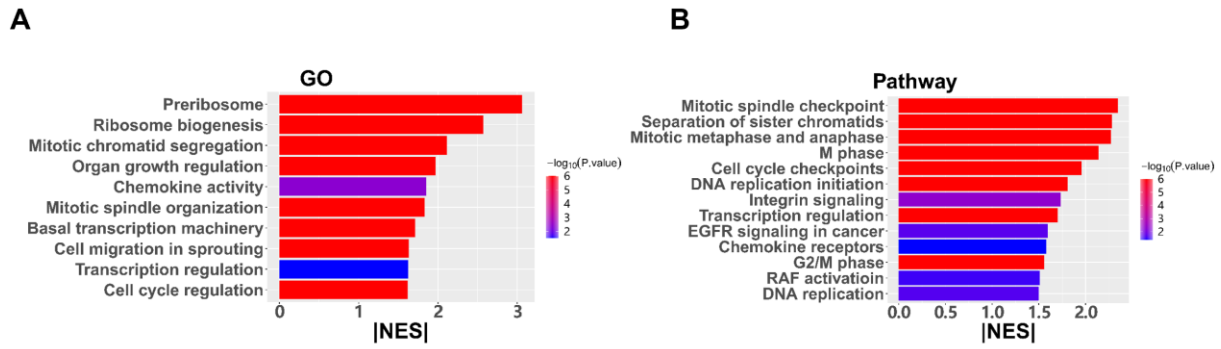 A
GO
Preribosome
Ribosome biogenesis
Mitotic chromatid segregation
Organ growth regulation
Chemokine activity
Mitotic spindle organization
Basal transcription machinery
Cell migration in sprouting
Transcription regulation
Cell cycle regulation
0 1 2 3
|NES|
−log10(P.value)
6
5
4
3
2
B
Pathway
Mitotic spindle checkpoint
Separation of sister chromatids
Mitotic metaphase and anaphase
M phase
Cell cycle checkpoints
DNA replication initiation
Integrin signaling
Transcription regulation
EGFR signaling in cancer
Chemokine receptors
G2/M phase
RAF activatioin
DNA replication
0.0 0.5 1.0 1.5 2.0
|NES|
−log10(P.value)
6
5
4
3
2